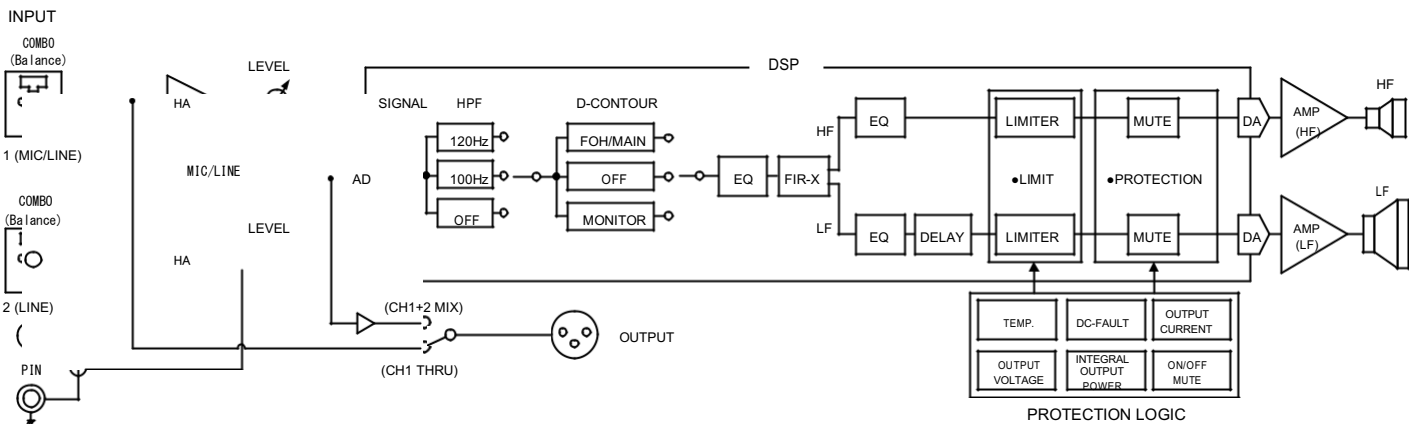 INPUT
COMBO
(Balance)
1 (MIC/LINE)
COMBO
(Balance)
2 (LINE)
PIN
HA
LEVEL
MIC/LINE
LEVEL
HA
AD
DSP
SIGNAL
HPF
120Hz
100Hz
OFF
D-CONTOUR
FOH/MAIN
OFF
MONITOR
EQ
FIR-X
HF
EQ
LF
EQ
DELAY
LIMITER
●LIMIT
LIMITER
MUTE
●PROTECTION
MUTE
DA
AMP
(HF)
HF
DA
AMP
(LF)
LF
(CH1+2 MIX)
(CH1 THRU)
OUTPUT
TEMP.
DC-FAULT
OUTPUT
CURRENT
OUTPUT
VOLTAGE
INTEGRAL
OUTPUT
POWER
ON/OFF
MUTE
PROTECTION LOGIC